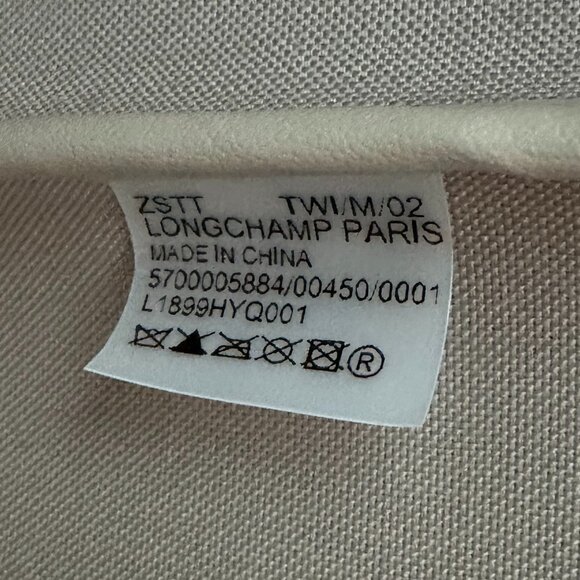 ZSTT TWI/M/02
LONGCHAMP PARIS
MADE IN CHINA
5700005884/00450/0001
L1899HYQ001
®